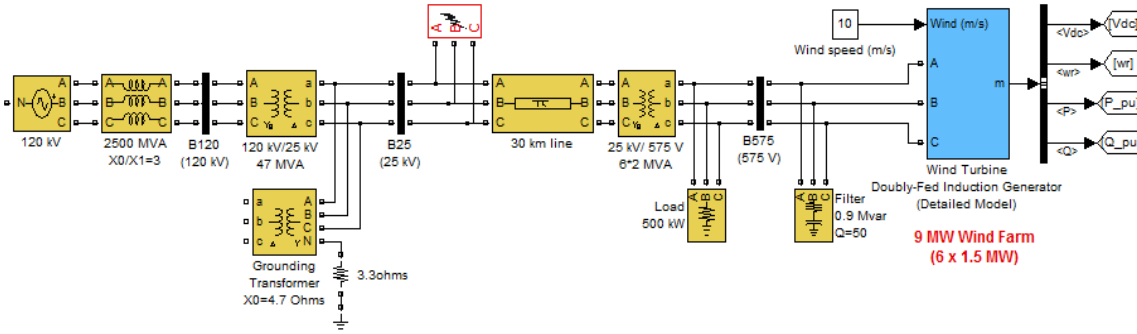 N
A
B
C
120 kV
A
B
C
A
B
C
2500 MVA
X0/X1=3
B120
(120 kV)
A
B
C
a
b
c
Yg
Δ
120 kV/25 kV
47 MVA
a
b
c
A
B
C
N
Δ
Y
Grounding
Transformer
X0=4.7 Ohms
3.3ohms
B25
(25 kV)
A
B
C
A
B
C
A
B
C
30 km line
A
B
C
a
b
c
Yg
Δ
25 kV/ 575 V
6*2 MVA
B575
(575 V)
A
B
C
Load
500 kW
A
B
C
Filter
0.9 Mvar
Q=50
10
Wind speed (m/s)
Wind (m/s)
A
B
C
m
Wind Turbine
Doubly-Fed Induction Generator
(Detailed Model)
9 MW Wind Farm
(6 x 1.5 MW)
<Vdc>
[Vdc]
<wr>
[wr]
<P>
[P_pu]
<Q>
[Q_pu]